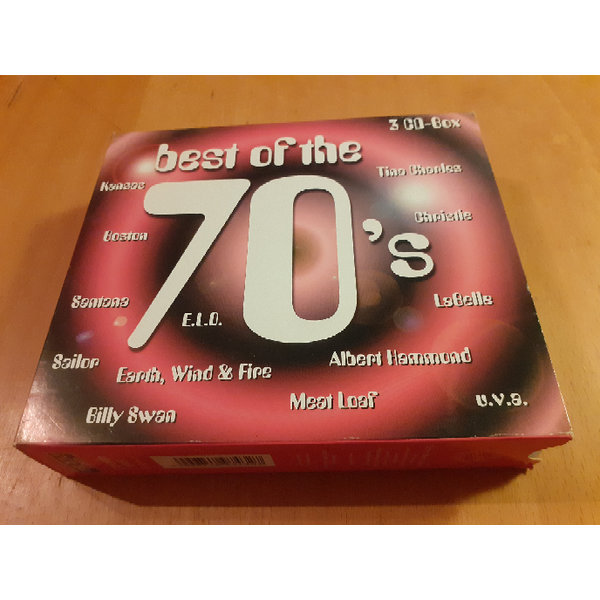 3 CD-Box
best of the
70's
Kansas
Tina Charles
Boston
Christie
Santana
E.L.O.
LaBelle
Sailor
Earth, Wind & Fire
Albert Hammond
Billy Swan
Meat Loaf
u.v.a.